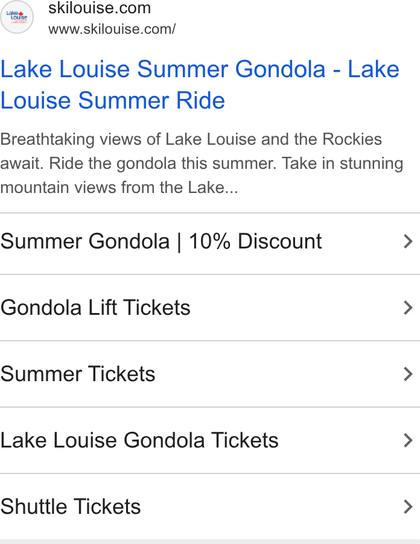 skilouise.com
www.skilouise.com/
Lake Louise Summer Gondola - Lake
Louise Summer Ride
Breathtaking views of Lake Louise and the Rockies
await. Ride the gondola this summer. Take in stunning
mountain views from the Lake...
Summer Gondola | 10% Discount
Gondola Lift Tickets
Summer Tickets
Lake Louise Gondola Tickets
Shuttle Tickets